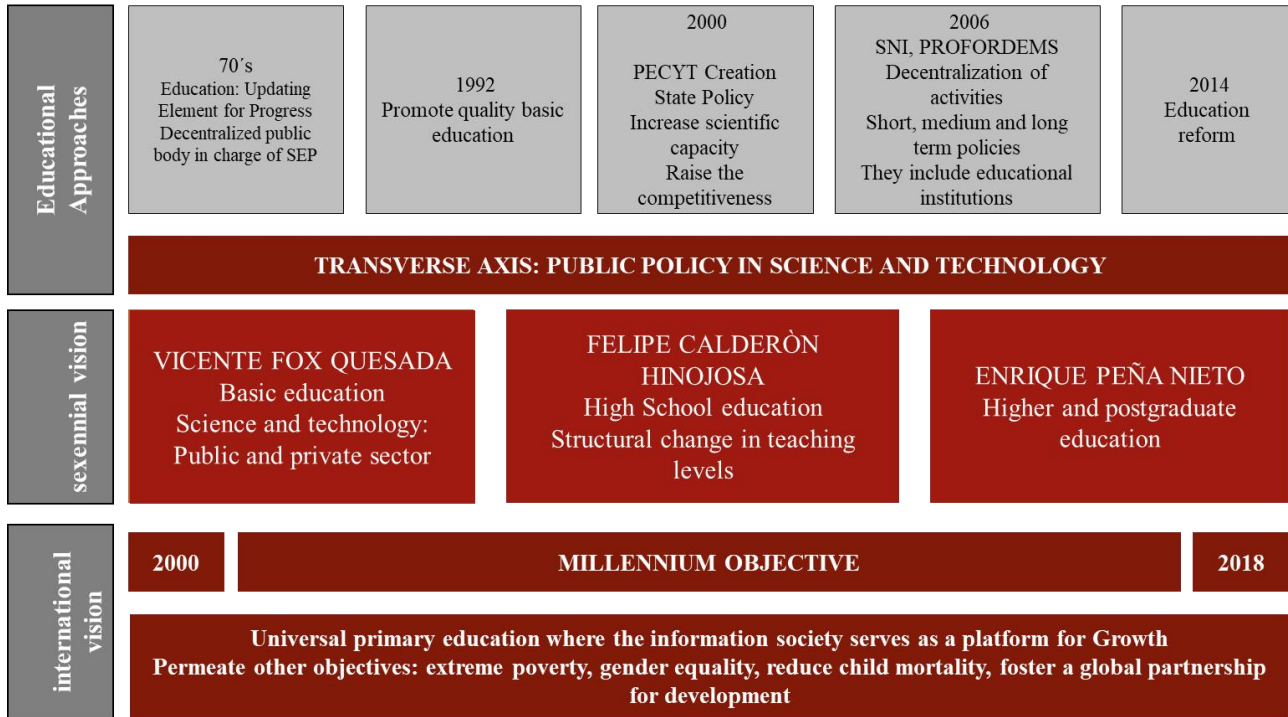 Educational
Approaches
70´s
Education: Updating
Element for Progress
Decentralized public
body in charge of SEP
1992
Promote quality basic
education
2000
PECYT Creation
State Policy
Increase scientific
capacity
Raise the
competitiveness
2006
SNI, PROFORDEMS
Decentralization of
activities
Short, medium and long
term policies
They include educational
institutions
2014
Education
reform
TRANSVERSE AXIS: PUBLIC POLICY IN SCIENCE AND TECHNOLOGY
sexennial vision
VICENTE FOX QUESADA
Basic education
Science and technology:
Public and private sector
FELIPE CALDERÒN
HINOJOSA
High School education
Structural change in teaching
levels
ENRIQUE PEÑA NIETO
Higher and postgraduate
education
international
vision
2000
MILLENNIUM OBJECTIVE
2018
Universal primary education where the information society serves as a platform for Growth
Permeate other objectives: extreme poverty, gender equality, reduce child mortality, foster a global partnership
for development